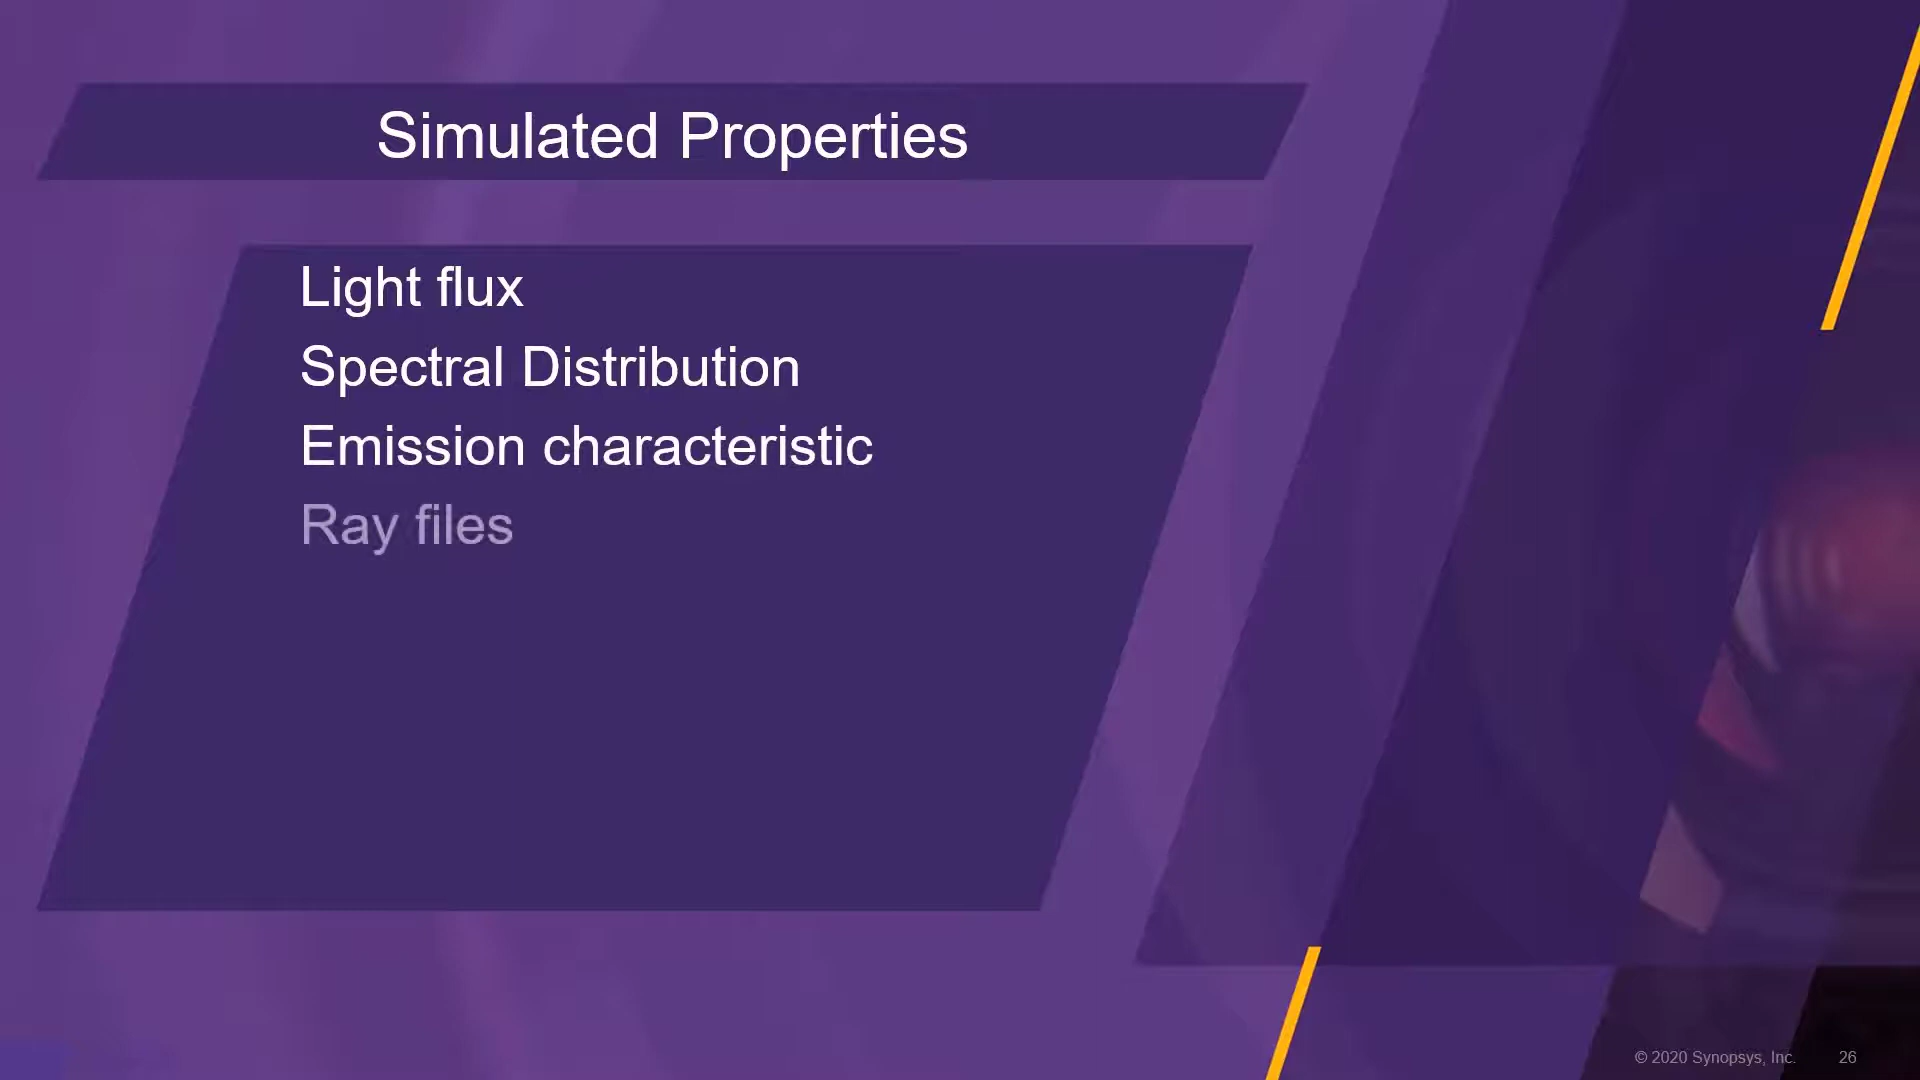 Simulated Properties
Light flux
Spectral Distribution
Emission characteristic
Ray files
© 2020 Synopsys, Inc. 26